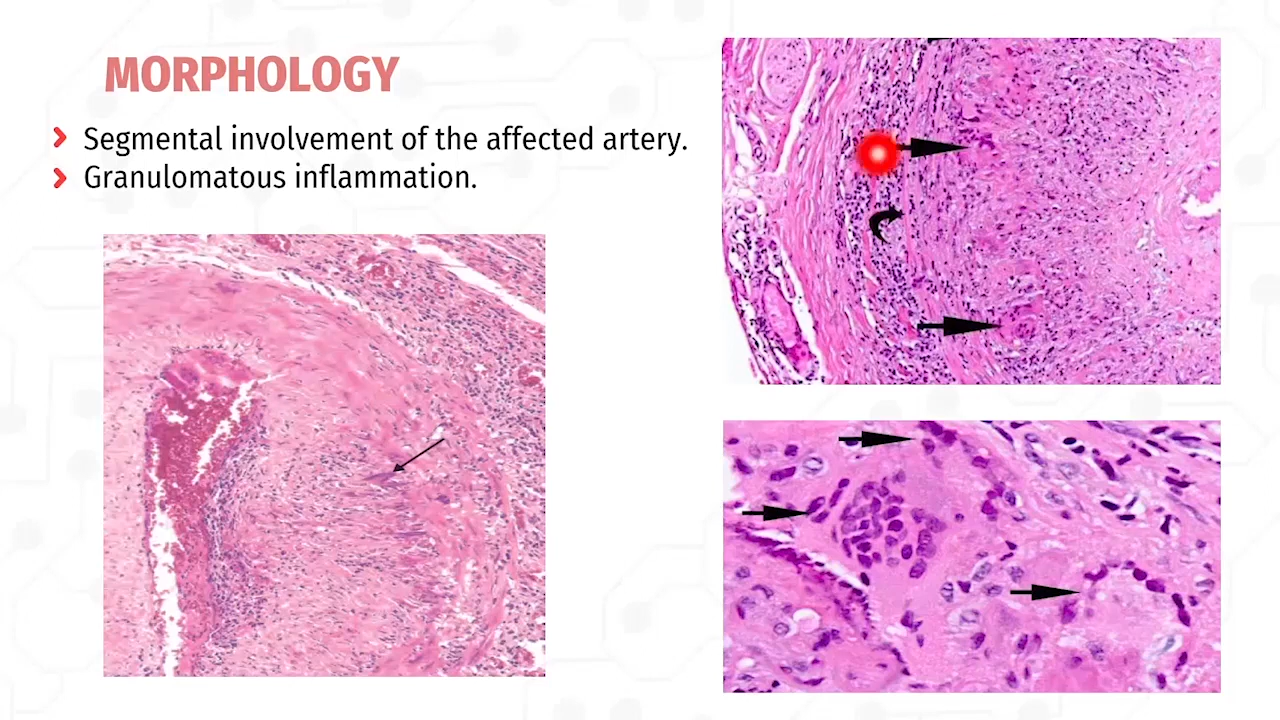 MORPHOLOGY
Segmental involvement of the affected artery.
Granulomatous inflammation.